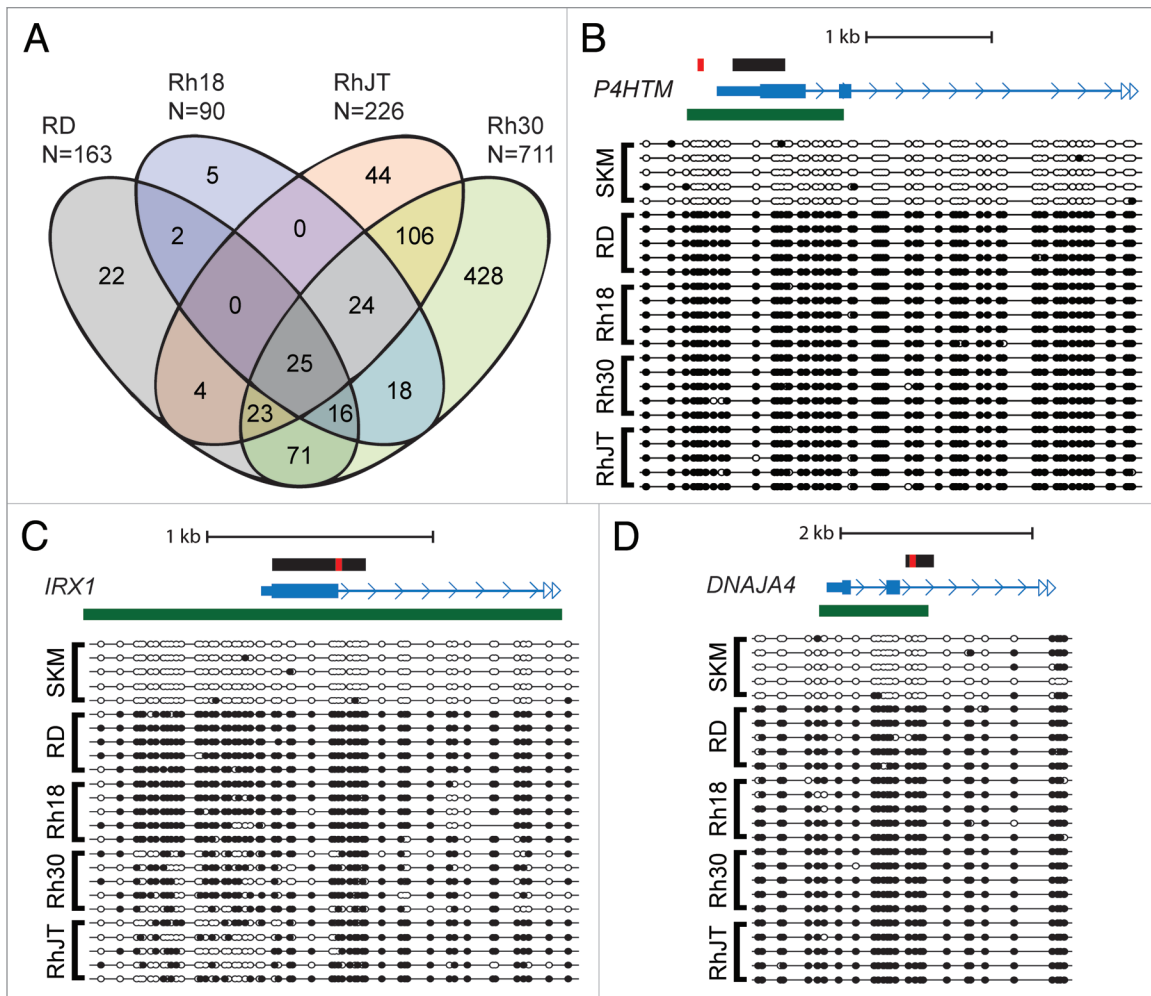 A
RD
N=163
Rh18
N=90
RhJT
N=226
Rh30
N=711
5
44
2
0
106
22
428
0
24
25
4
23
16
18
71
B
1 kb
P4HTM
SKM
RD
Rh18
Rh30
RhJT
C
1 kb
IRX1
SKM
RD
Rh18
Rh30
RhJT
D
2 kb
DNAJA4
SKM
RD
Rh18
Rh30
RhJT